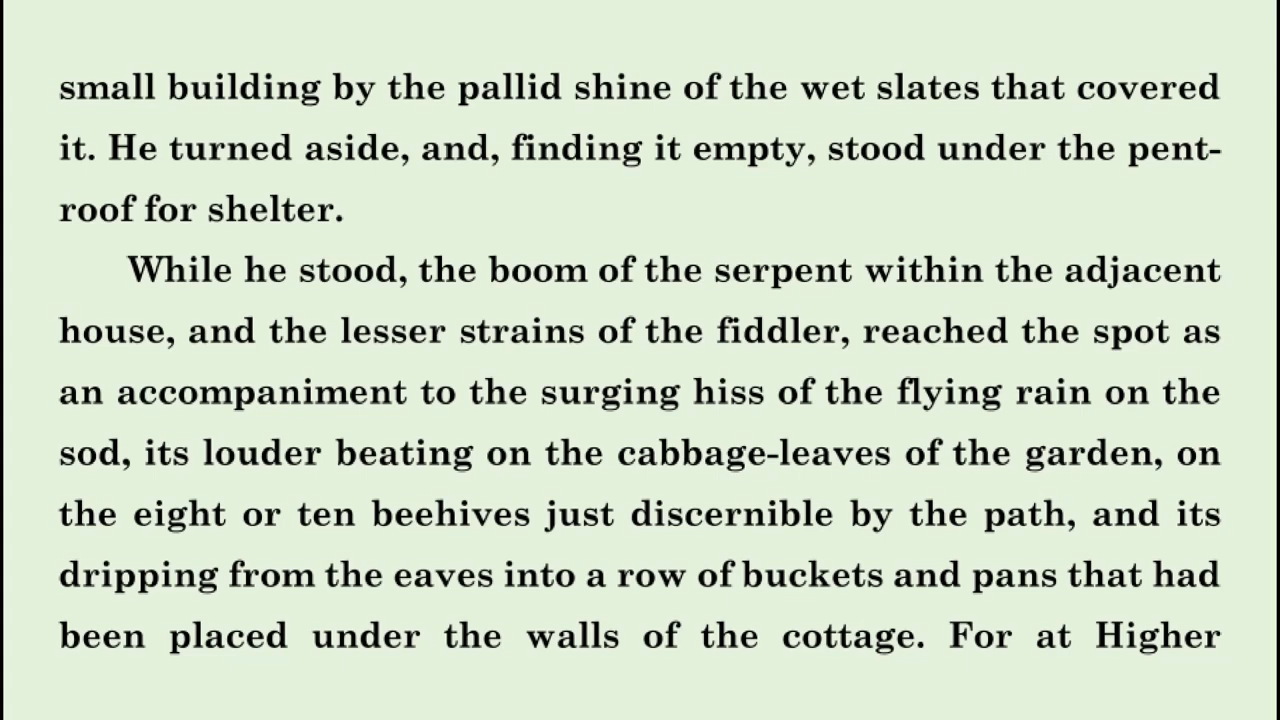 small building by the pallid shine of the wet slates that covered
it. He turned aside, and, finding it empty, stood under the pent-
roof for shelter.
While he stood, the boom of the serpent within the adjacent
house, and the lesser strains of the fiddler, reached the spot as
an accompaniment to the surging hiss of the flying rain on the
sod, its louder beating on the cabbage-leaves of the garden, on
the eight or ten beehives just discernible by the path, and its
dripping from the eaves into a row of buckets and pans that had
been placed under the walls of the cottage. For at Higher